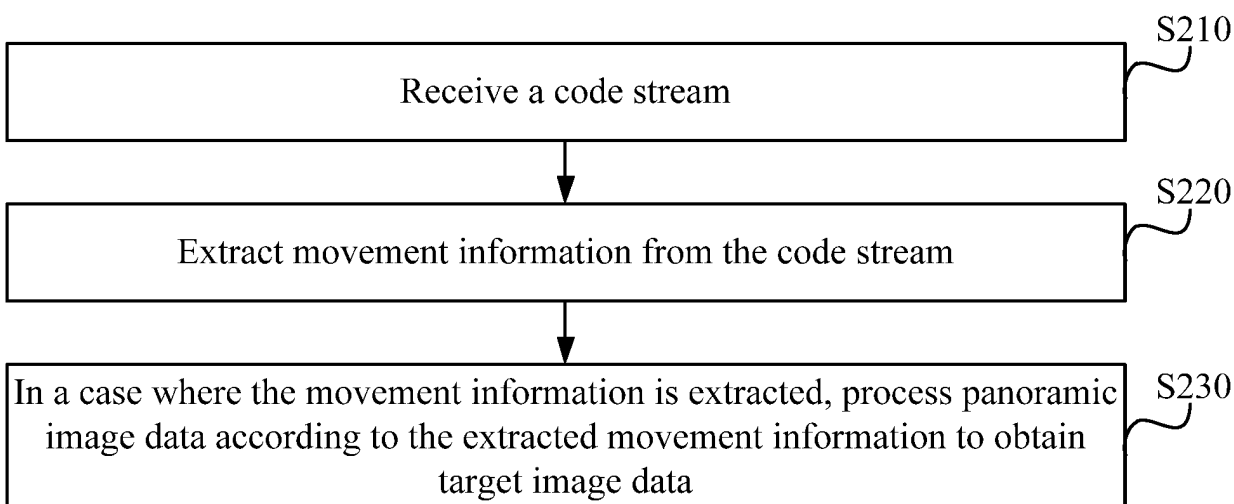 S210
Receive a code stream
S220
Extract movement information from the code stream
S230
In a case where the movement information is extracted, process panoramic
image data according to the extracted movement information to obtain
target image data